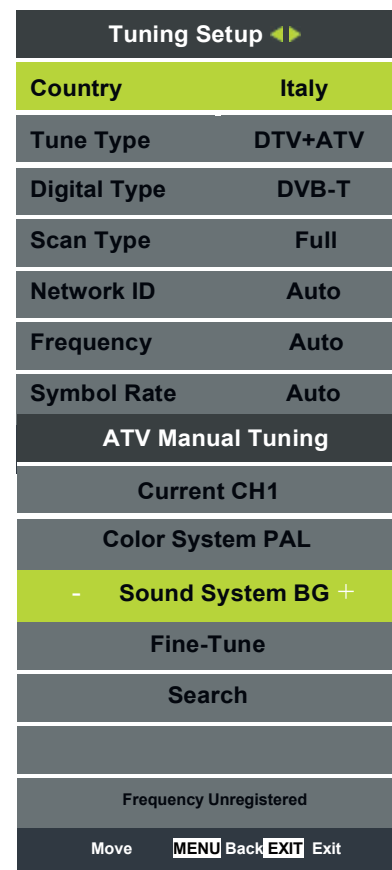 Tuning Setup
Country Italy
Tune Type DTV+ATV
Digital Type DVB-T
Scan Type Full
Network ID Auto
Frequency Auto
Symbol Rate Auto
ATV Manual Tuning
Current CH1
Color System PAL
- Sound System BG +
Fine-Tune
Search
Frequency Unregistered
Move MENU Back EXIT Exit